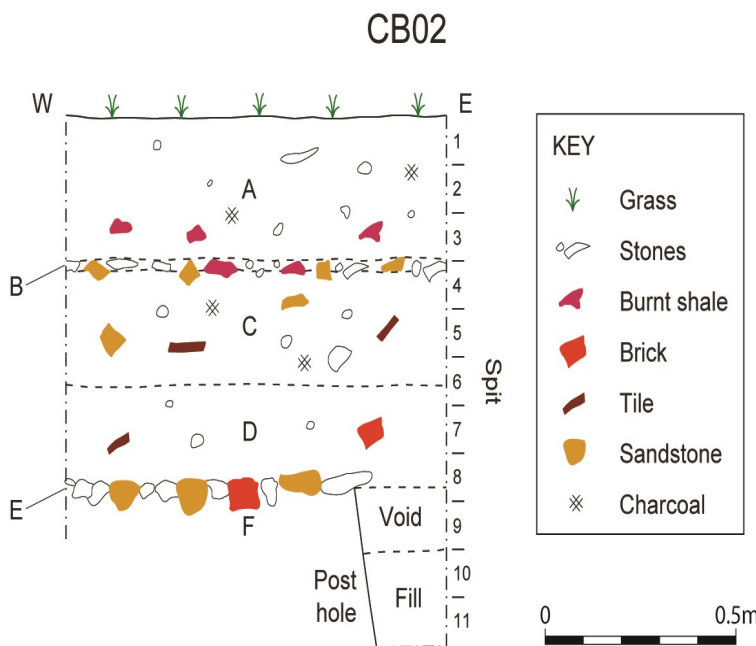 CB02
W
E
1
2
A
3
B
4
C
5
Spit
6
D
7
8
E
F
Void
9
Post
hole
Fill
10
11
KEY
Grass
Stones
Burnt shale
Brick
Tile
Sandstone
Charcoal
0 0.5m